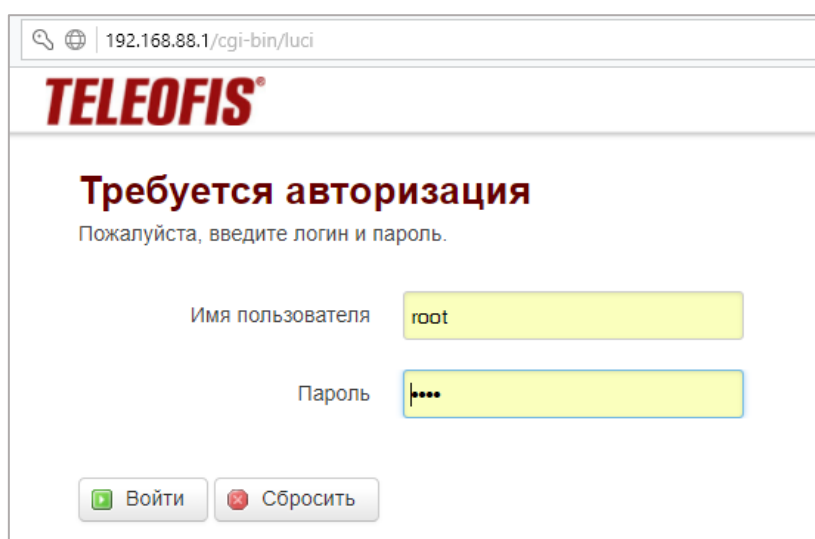 192.168.88.1/cgi-bin/luci
TELEOFIS®
Требуется авторизация
Пожалуйста, введите логин и пароль.
Имя пользователя root
Пароль ••••
Войти Сбросить